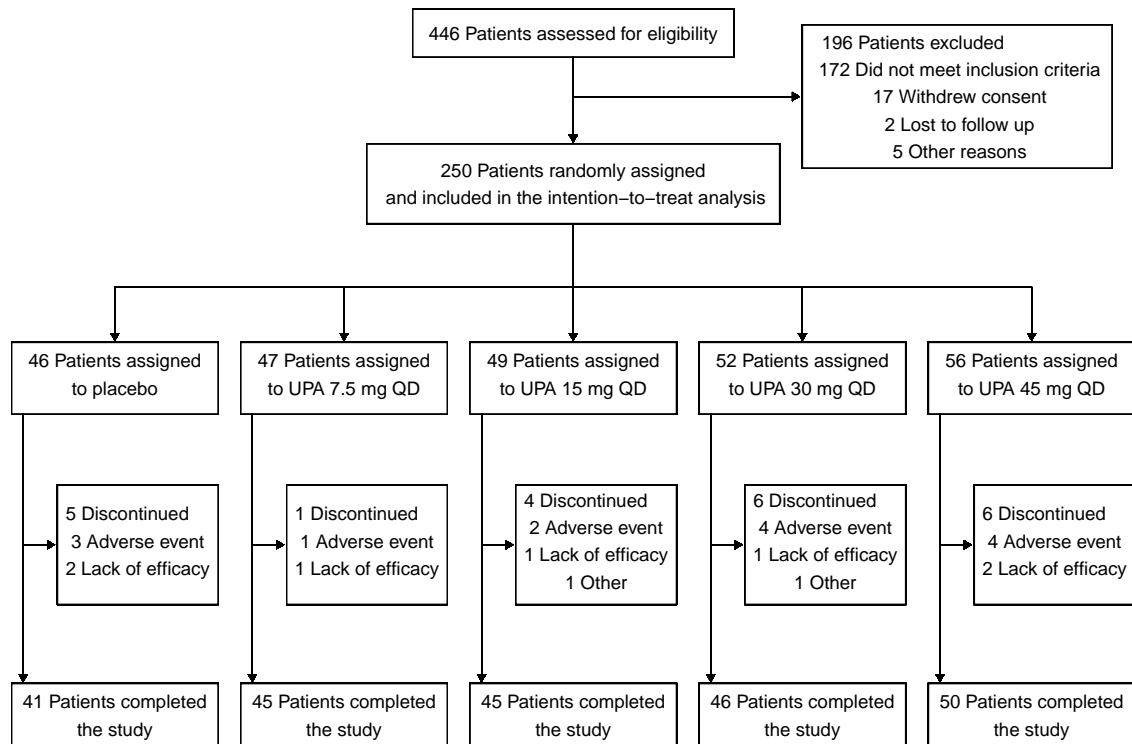 446 Patients assessed for eligibility
196 Patients excluded
172 Did not meet inclusion criteria
17 Withdrew consent
2 Lost to follow up
5 Other reasons
250 Patients randomly assigned
and included in the intention−to−treat analysis
46 Patients assigned
to placebo
47 Patients assigned
to UPA 7.5 mg QD
49 Patients assigned
to UPA 15 mg QD
52 Patients assigned
to UPA 30 mg QD
56 Patients assigned
to UPA 45 mg QD
5 Discontinued
3 Adverse event
2 Lack of efficacy
1 Discontinued
1 Adverse event
1 Lack of efficacy
4 Discontinued
2 Adverse event
1 Lack of efficacy
1 Other
6 Discontinued
4 Adverse event
1 Lack of efficacy
1 Other
6 Discontinued
4 Adverse event
2 Lack of efficacy
41 Patients completed
the study
45 Patients completed
the study
45 Patients completed
the study
46 Patients completed
the study
50 Patients completed
the study